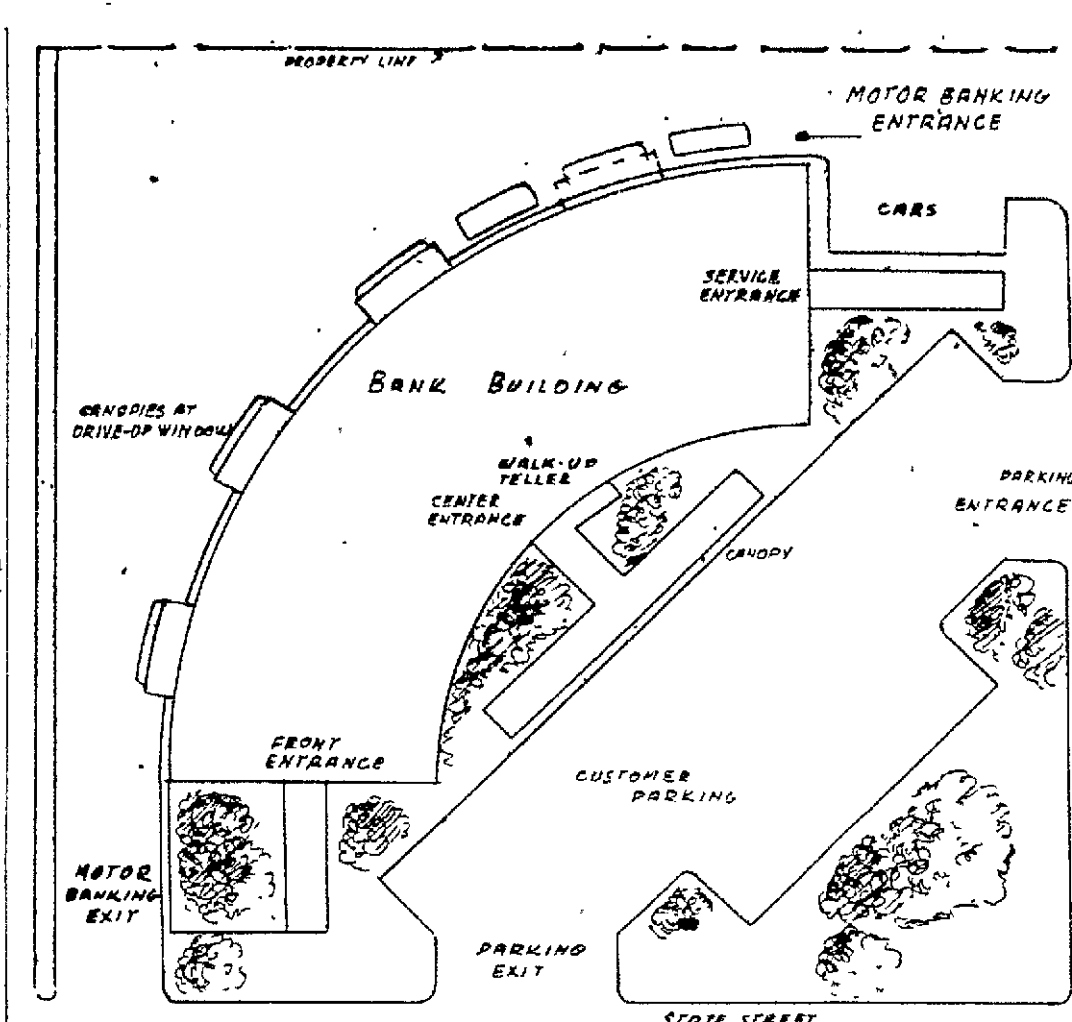 PROPERTY LINE
MOTOR BANKING
ENTRANCE
CARS
SERVICE
ENTRANCE
BANK BUILDING
CANOPIES AT
DRIVE-UP WINDOW
WALK-UP
TELLER
CENTER
ENTRANCE
PARKING
ENTRANCE
CANOPY
FRONT
ENTRANCE
CUSTOMER
PARKING
MOTOR
BANKING
EXIT
PARKING
EXIT
STATE STREET